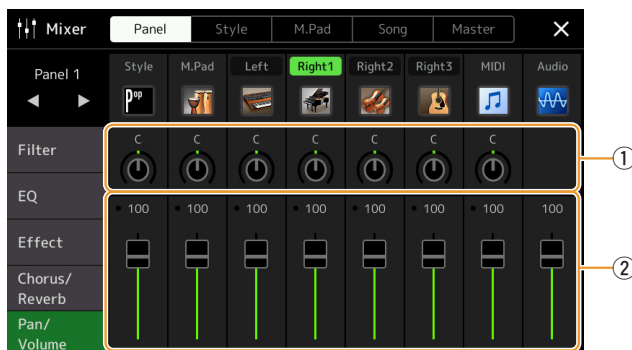 Mixer Panel Style M.Pad Song Master
Panel 1 Style M.Pad Left Right1 Right2 Right3 MIDI Audio
Pop
Filter C C C C C C C
①
EQ 100 100 100 100 100 100 100 100
Effect
②
Chorus/
Reverb
Pan/
Volume